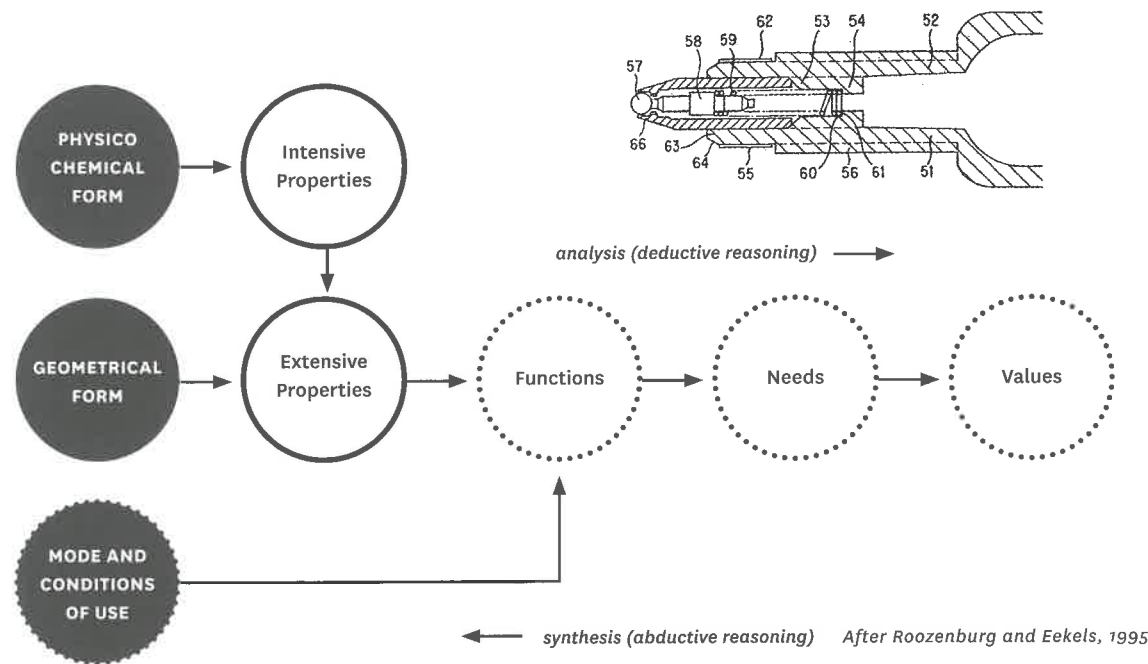 62
53
54
52
58
59
57
66
63
64
55
60
56
61
51
PHYSICO
CHEMICAL
FORM
Intensive
Properties
analysis (deductive reasoning)
GEOMETRICAL
FORM
Extensive
Properties
Functions
Needs
Values
MODE AND
CONDITIONS
OF USE
synthesis (abductive reasoning) After Roozenburg and Eekels, 1995